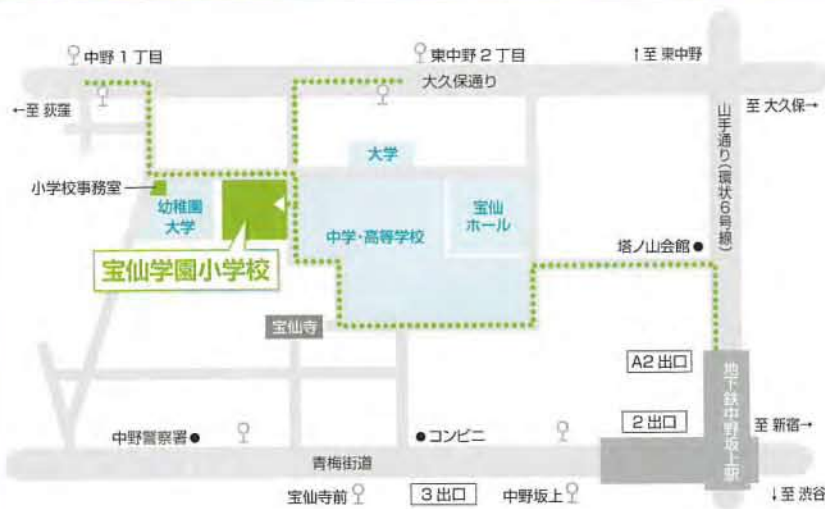 中野1丁目
東中野2丁目
↑至 東中野
大久保通り
←至 荻窪
至 大久保→
山手通り(環状6号線)
大学
小学校事務室
幼稚園
大学
中学・高等学校
宝仙
ホール
塔ノ山会館
宝仙学園小学校
宝仙寺
A2出口
地下鉄中野坂上駅
2出口
中野警察署
コンビニ
至 新宿→
青梅街道
宝仙寺前
3出口
中野坂上
↓至 渋谷